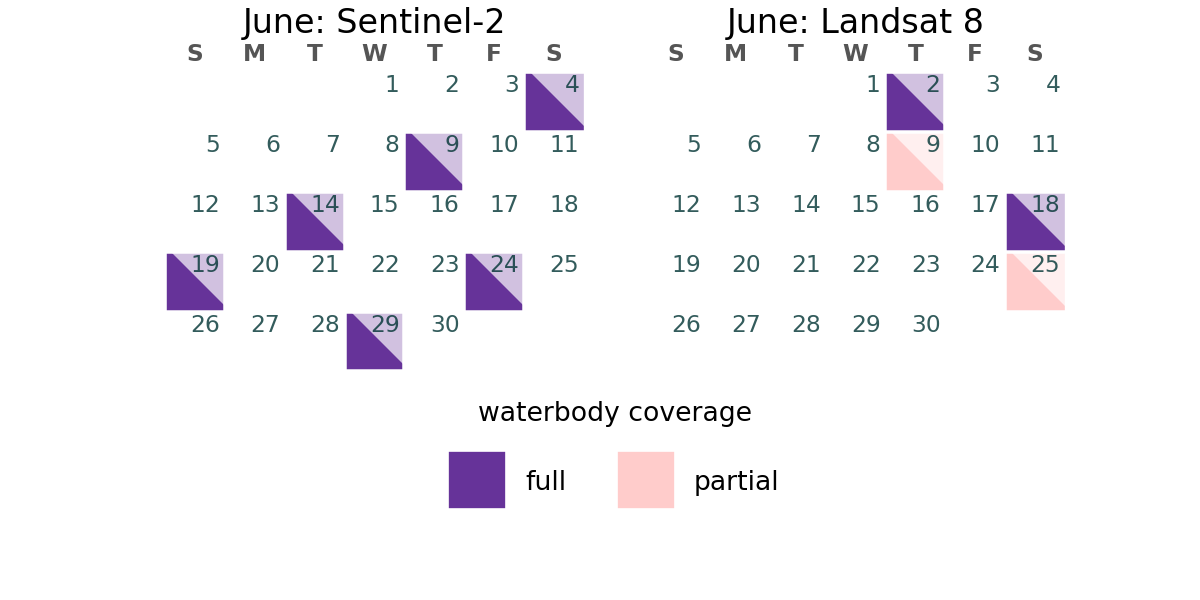 June: Sentinel-2
S M T W T F S
1 2 3 4
5 6 7 8 9 10 11
12 13 14 15 16 17 18
19 20 21 22 23 24 25
26 27 28 29 30
June: Landsat 8
S M T W T F S
1 2 3 4
5 6 7 8 9 10 11
12 13 14 15 16 17 18
19 20 21 22 23 24 25
26 27 28 29 30
waterbody coverage
full partial